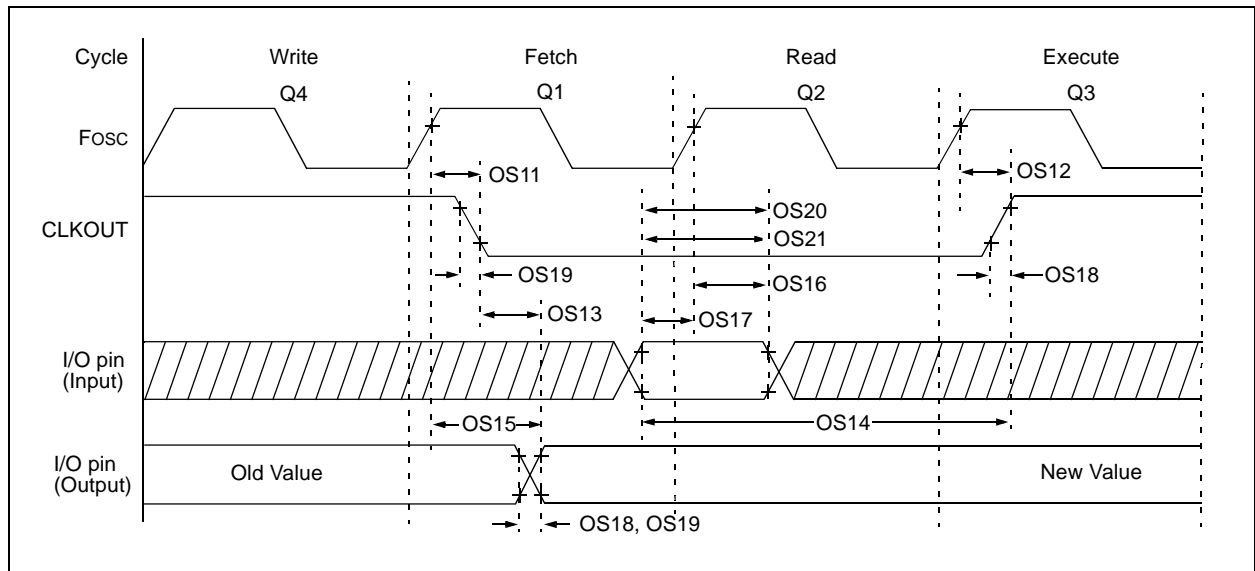 Cycle Write Fetch Read Execute
Q4 Q1 Q2 Q3
FOSC
OS11 OS12
OS20
CLKOUT
OS21
OS19 OS16 OS18
OS13 OS17
I/O pin
(Input)
OS15 OS14
I/O pin
(Output)
Old Value New Value
OS18, OS19